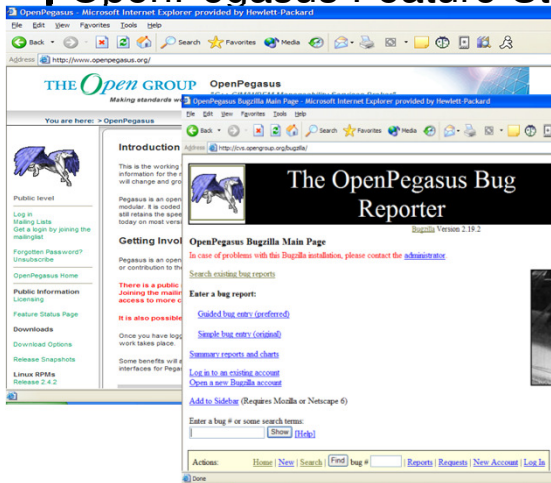 OpenPegasus Feature St
OpenPegasus - Microsoft Internet Explorer provided by Hewlett-Packard
File Edit View Favorites Tools Help
Back Search Favorites Media
Address http://www.openpegasus.org/
THE Open GROUP OpenPegasus
Making standards w
You are here: > OpenPegasus
Introduction
This is the working
information for the r
will change and gro
Pegasus is an open
modular. It is coded
still retains the spee
today on most versi
Getting Invol
Pegasus is an open
or contribution to th
There is a public
Joining the mailin
access to more c
It is also possible
Once you have logg
work takes place.
Some benefits will a
interfaces for Pegas
Public level
Log in
Mailing Lists
Get a login by joining the
mailinglist
Forgotten Password?
Unsubscribe
OpenPegasus Home
Public Information
Licensing
Feature Status Page
Downloads
Download Options
Release Snapshots
Linux RPMs
Release 2.4.2
OpenPegasus Bugzilla Main Page - Microsoft Internet Explorer provided by Hewlett-Packard
File Edit View Favorites Tools Help
Back Search Favorites Media
Address http://cvs.opengroup.org/bugzilla/
The OpenPegasus Bug
Reporter
Bugzilla Version 2.19.2
OpenPegasus Bugzilla Main Page
In case of problems with this Bugzilla installation, please contact the administrator.
Search existing bug reports
Enter a bug report:
Guided bug entry (preferred)
Simple bug entry (original)
Summary reports and charts
Log in to an existing account
Open a new Bugzilla account
Add to Sidebar (Requires Mozilla or Netscape 6)
Enter a bug # or some search terms:
Show [Help]
Actions: Home | New | Search | Find bug # | Reports | Requests | New Account | Log In
Done